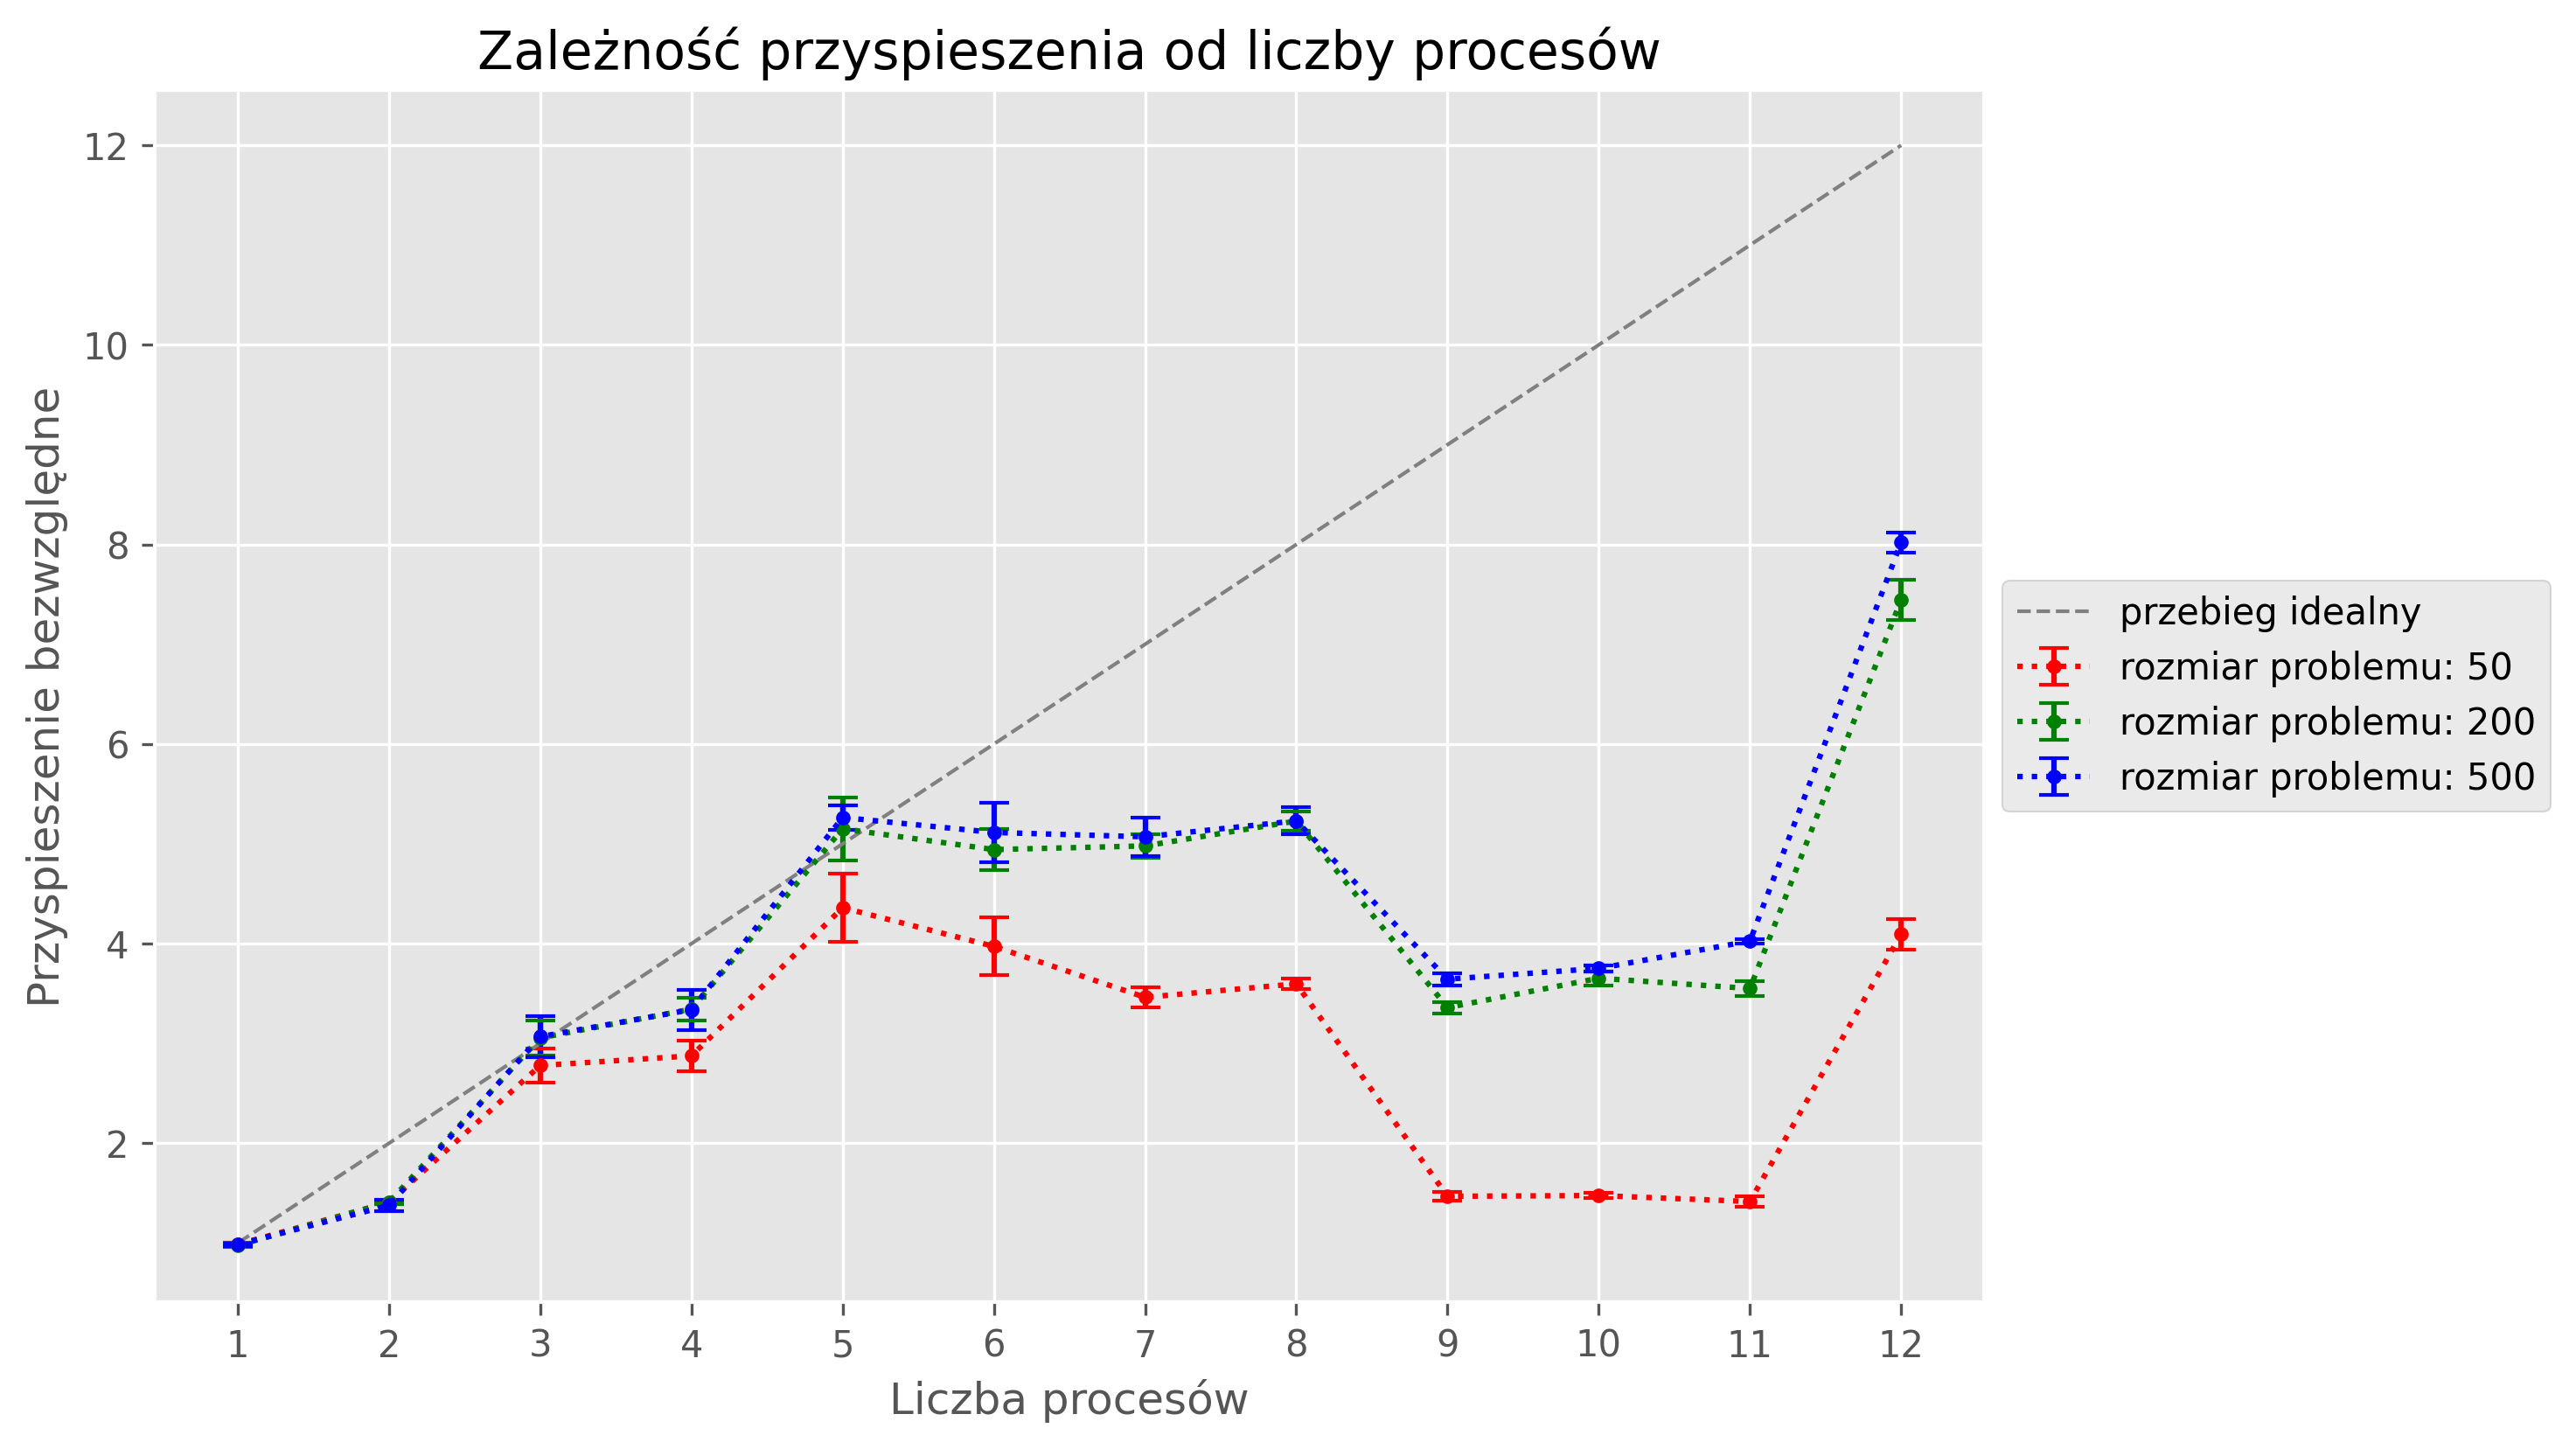 Zależność przyspieszenia od liczby procesów
Przyspieszenie bezwzględne
12
10
8
6
4
2
1 2 3 4 5 6 7 8 9 10 11 12
Liczba procesów
przebieg idealny
rozmiar problemu: 50
rozmiar problemu: 200
rozmiar problemu: 500